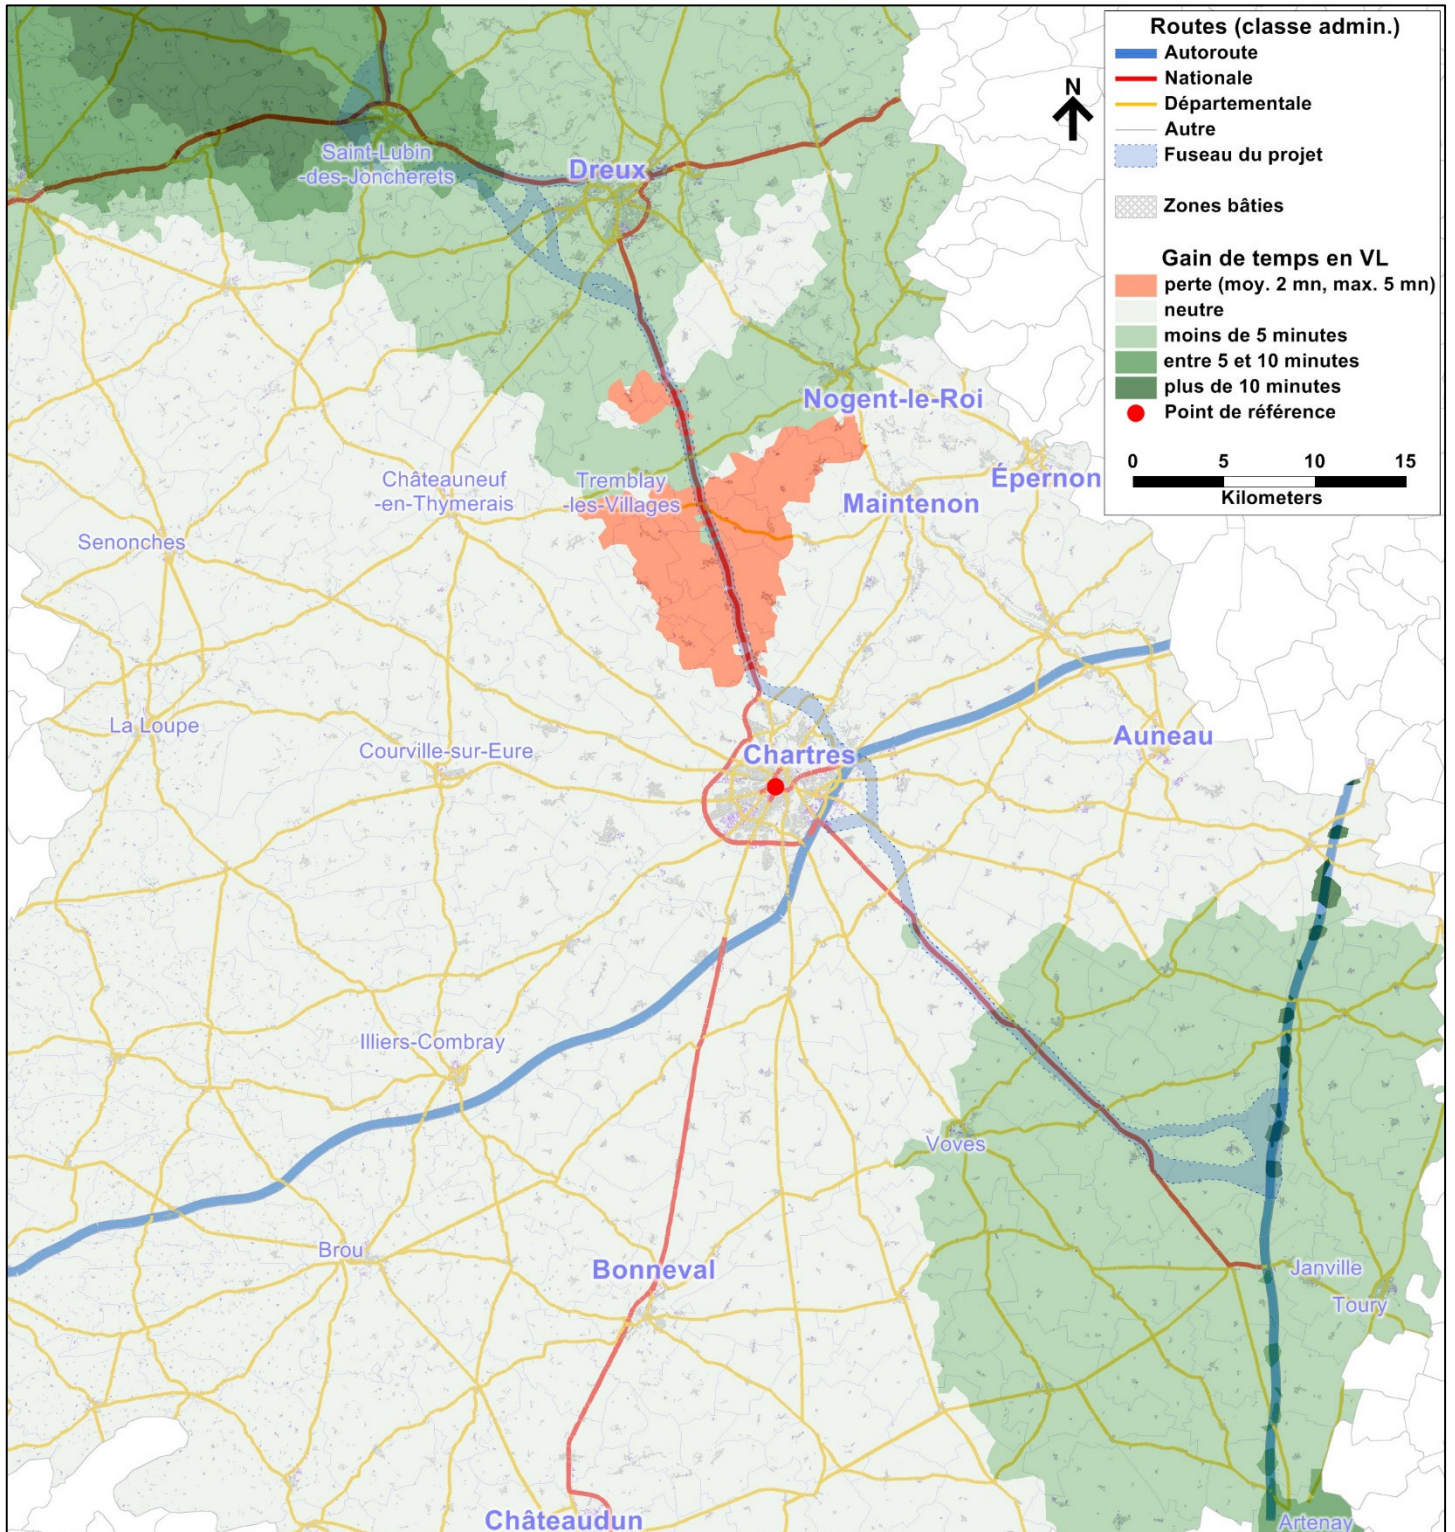 Routes (classe admin.)
Autoroute
Nationale
Départementale
Autre
Fuseau du projet
Zones bâties
Gain de temps en VL
perte (moy. 2 mn, max. 5 mn)
neutre
moins de 5 minutes
entre 5 et 10 minutes
plus de 10 minutes
Point de référence
0 5 10 15
Kilometers
N
Saint-Lubin
-des-Joncherets
Dreux
Nogent-le-Roi
Châteauneuf
-en-Thymerais
Tremblay
-les-Villages
Épernon
Maintenon
Senonches
La Loupe
Courville-sur-Eure
Chartres
Auneau
Illiers-Combray
Voves
Brou
Bonneval
Janville
Toury
Châteaudun
Artenay